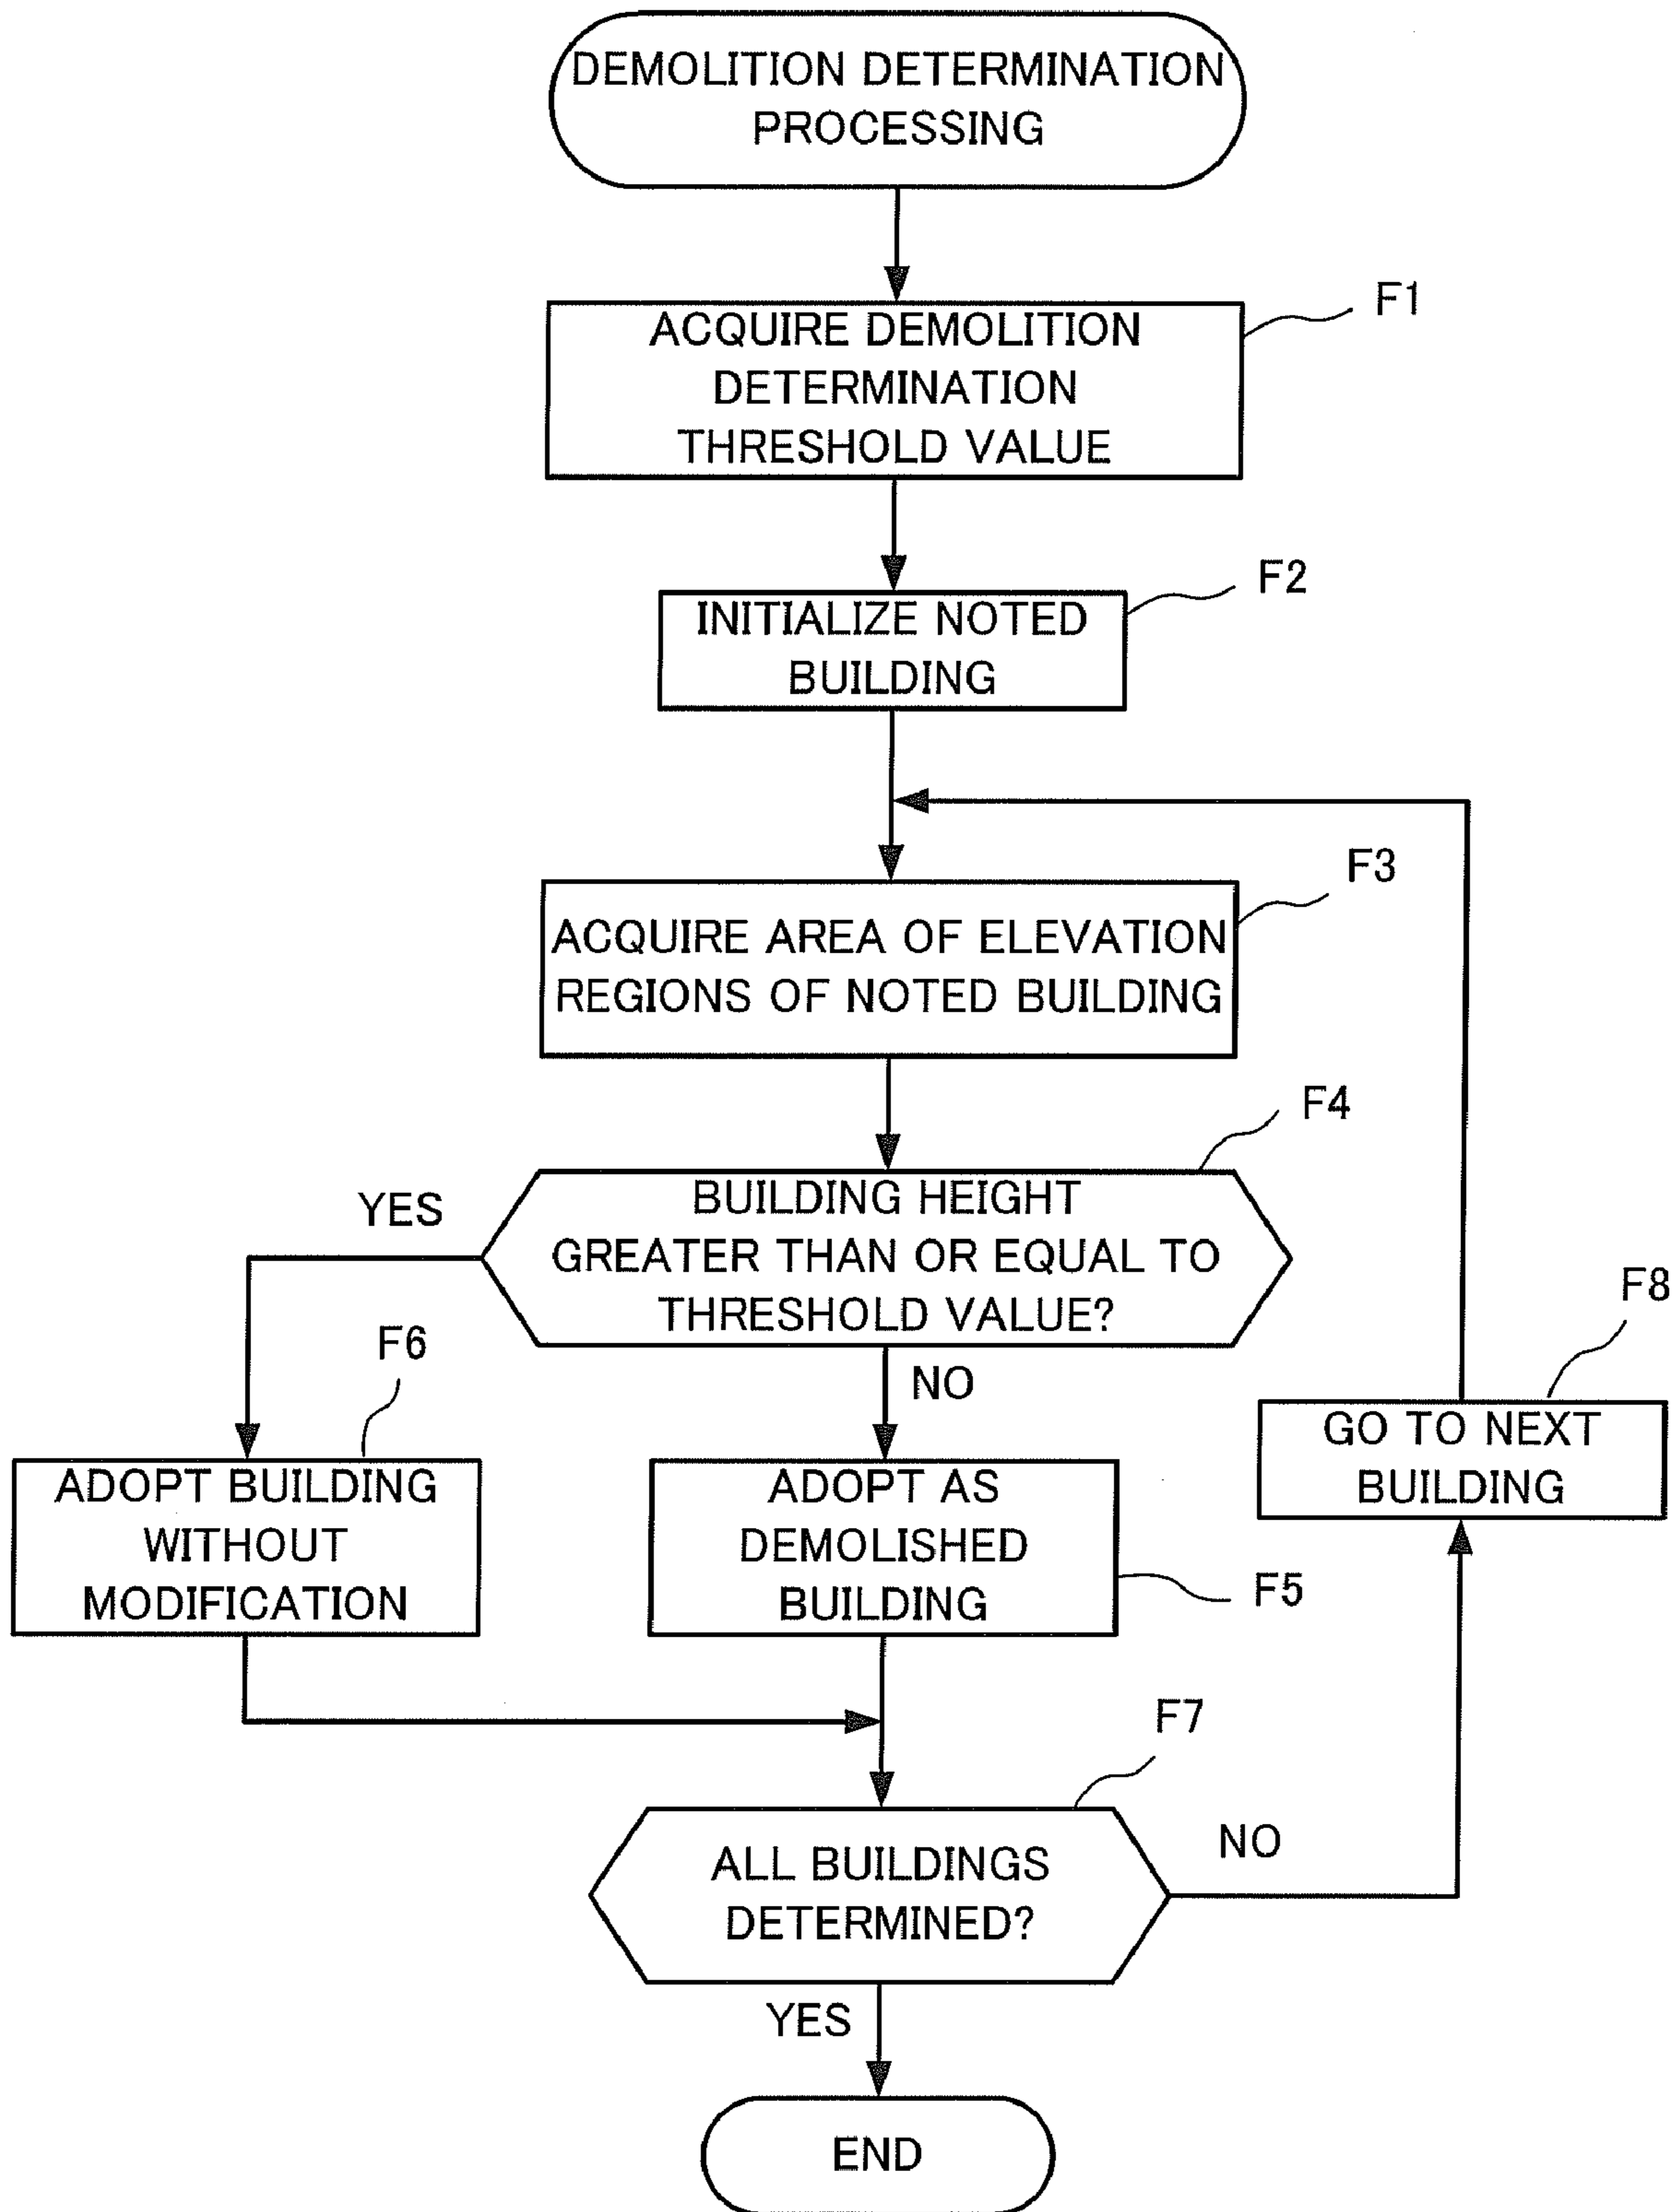 DEMOLITION DETERMINATION
PROCESSING
F1
ACQUIRE DEMOLITION
DETERMINATION
THRESHOLD VALUE
F2
INITIALIZE NOTED
BUILDING
F3
ACQUIRE AREA OF ELEVATION
REGIONS OF NOTED BUILDING
F4
BUILDING HEIGHT
GREATER THAN OR EQUAL TO
THRESHOLD VALUE?
YES
NO
F6
ADOPT BUILDING
WITHOUT
MODIFICATION
ADOPT AS
DEMOLISHED
BUILDING
F5
F8
GO TO NEXT
BUILDING
F7
ALL BUILDINGS
DETERMINED?
NO
YES
END